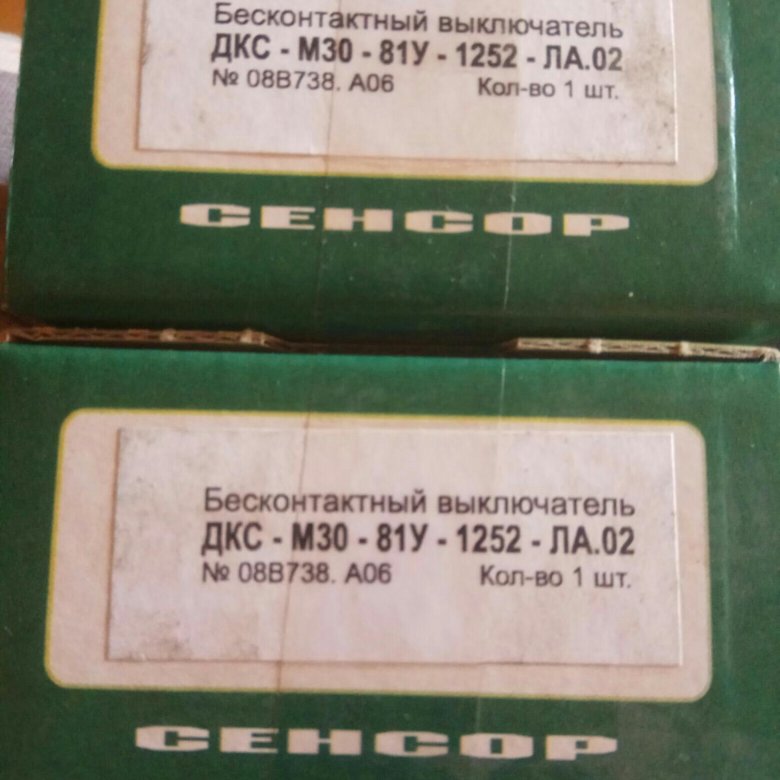 Бесконтактный выключатель
ДКС - М30 - 81У - 1252 - ЛА.02
№ 08В738. А06 Кол-во 1 шт.
СЕНСОР
Бесконтактный выключатель
ДКС - М30 - 81У - 1252 - ЛА.02
№ 08В738. А06 Кол-во 1 шт.
СЕНСОР